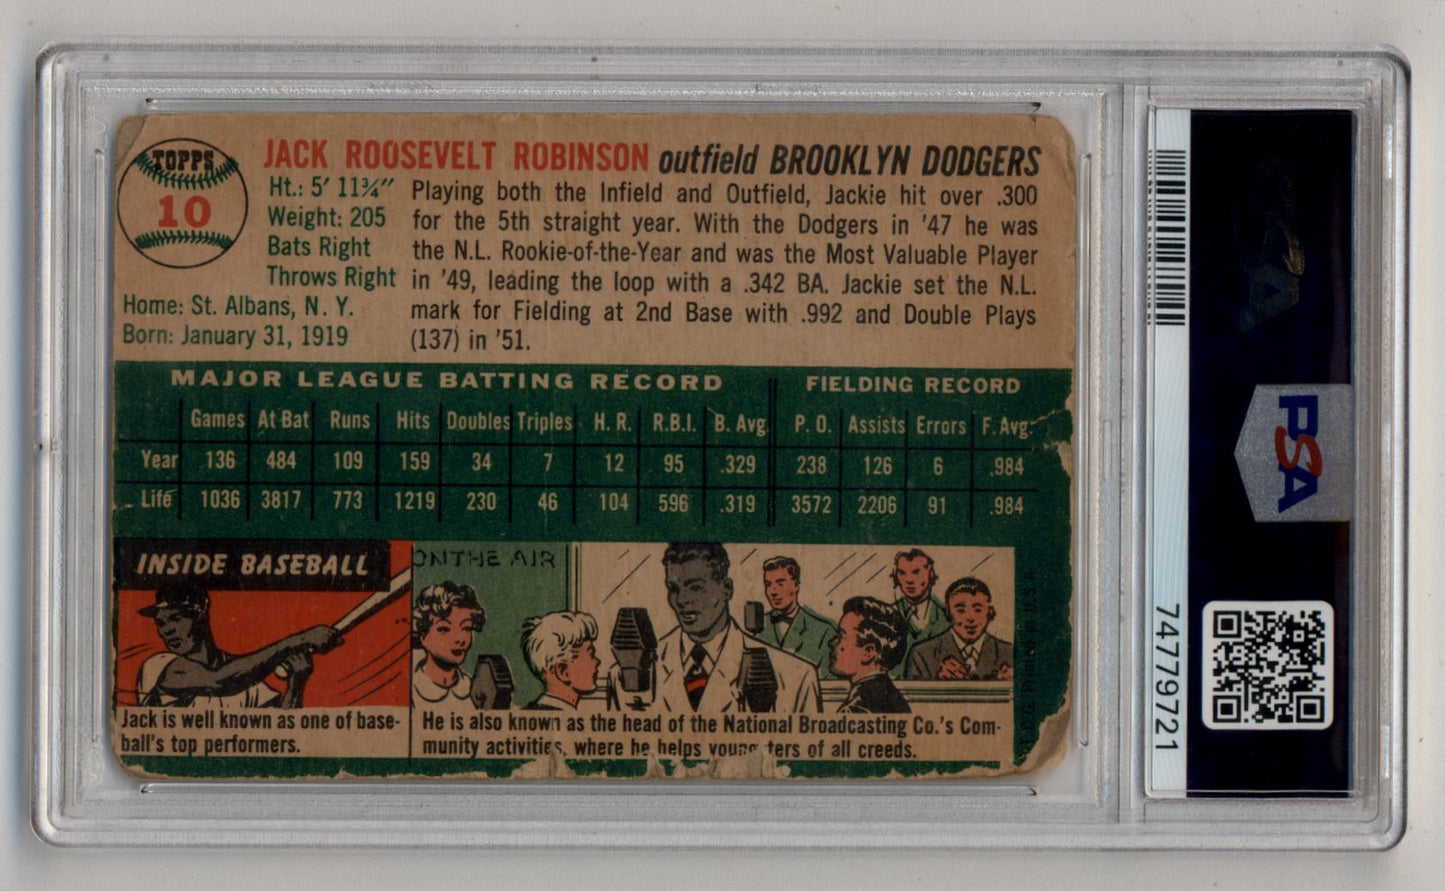 TOPPS
10
JACK ROOSEVELT ROBINSON outfield BROOKLYN DODGERS
Ht.: 5' 11¾"
Weight: 205
Bats Right
Throws Right
Home: St. Albans, N. Y.
Born: January 31, 1919
Playing both the Infield and Outfield, Jackie hit over .300
for the 5th straight year. With the Dodgers in '47 he was
the N.L. Rookie-of-the-Year and was the Most Valuable Player
in '49, leading the loop with a .342 BA. Jackie set the N.L.
mark for Fielding at 2nd Base with .992 and Double Plays
(137) in '51.
MAJOR LEAGUE BATTING RECORD FIELDING RECORD
Games At Bat Runs Hits Doubles Triples H. R. R.B.I. B. Avg. P. O. Assists Errors F. Avg.
Year 136 484 109 159 34 7 12 95 .329 238 126 6 .984
Life 1036 3817 773 1219 230 46 104 596 .319 3572 2206 91 .984
INSIDE BASEBALL
ON THE AIR
Jack is well known as one of base-
ball's top performers.
He is also known as the head of the National Broadcasting Co.'s Com-
munity activities, where he helps youngsters of all creeds.
T.C.G. Printed in U.S.A.
PSA
74779721